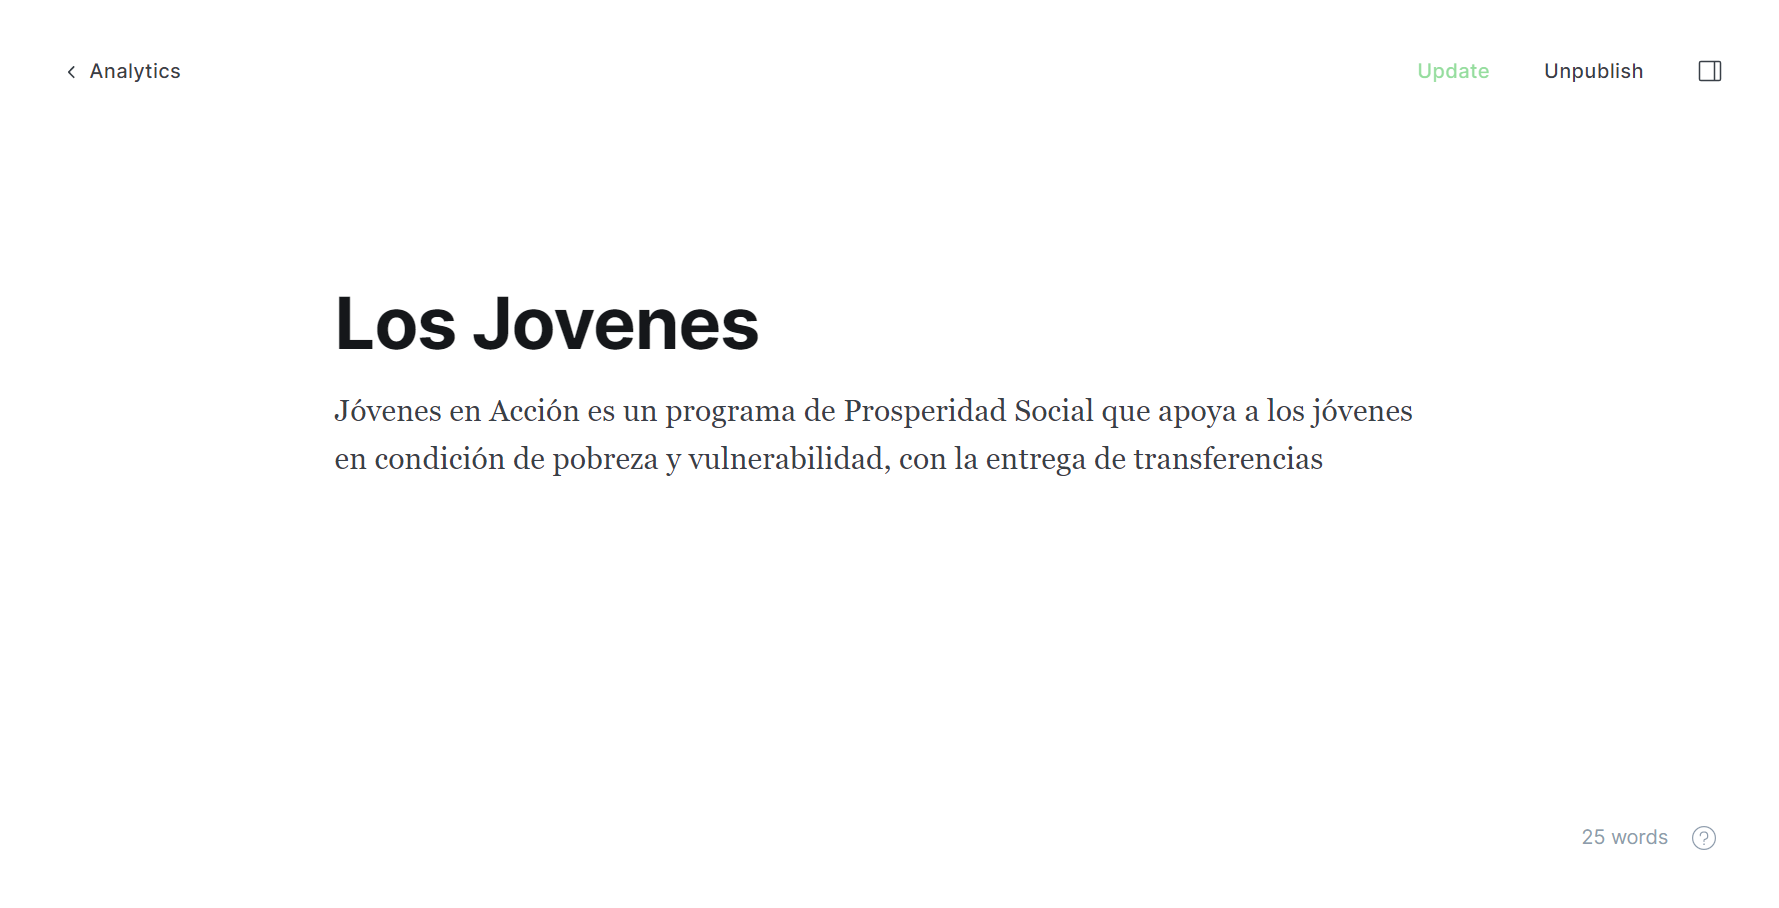 Analytics
Update
Unpublish
Los Jovenes
Jóvenes en Acción es un programa de Prosperidad Social que apoya a los jóvenes
en condición de pobreza y vulnerabilidad, con la entrega de transferencias
25 words